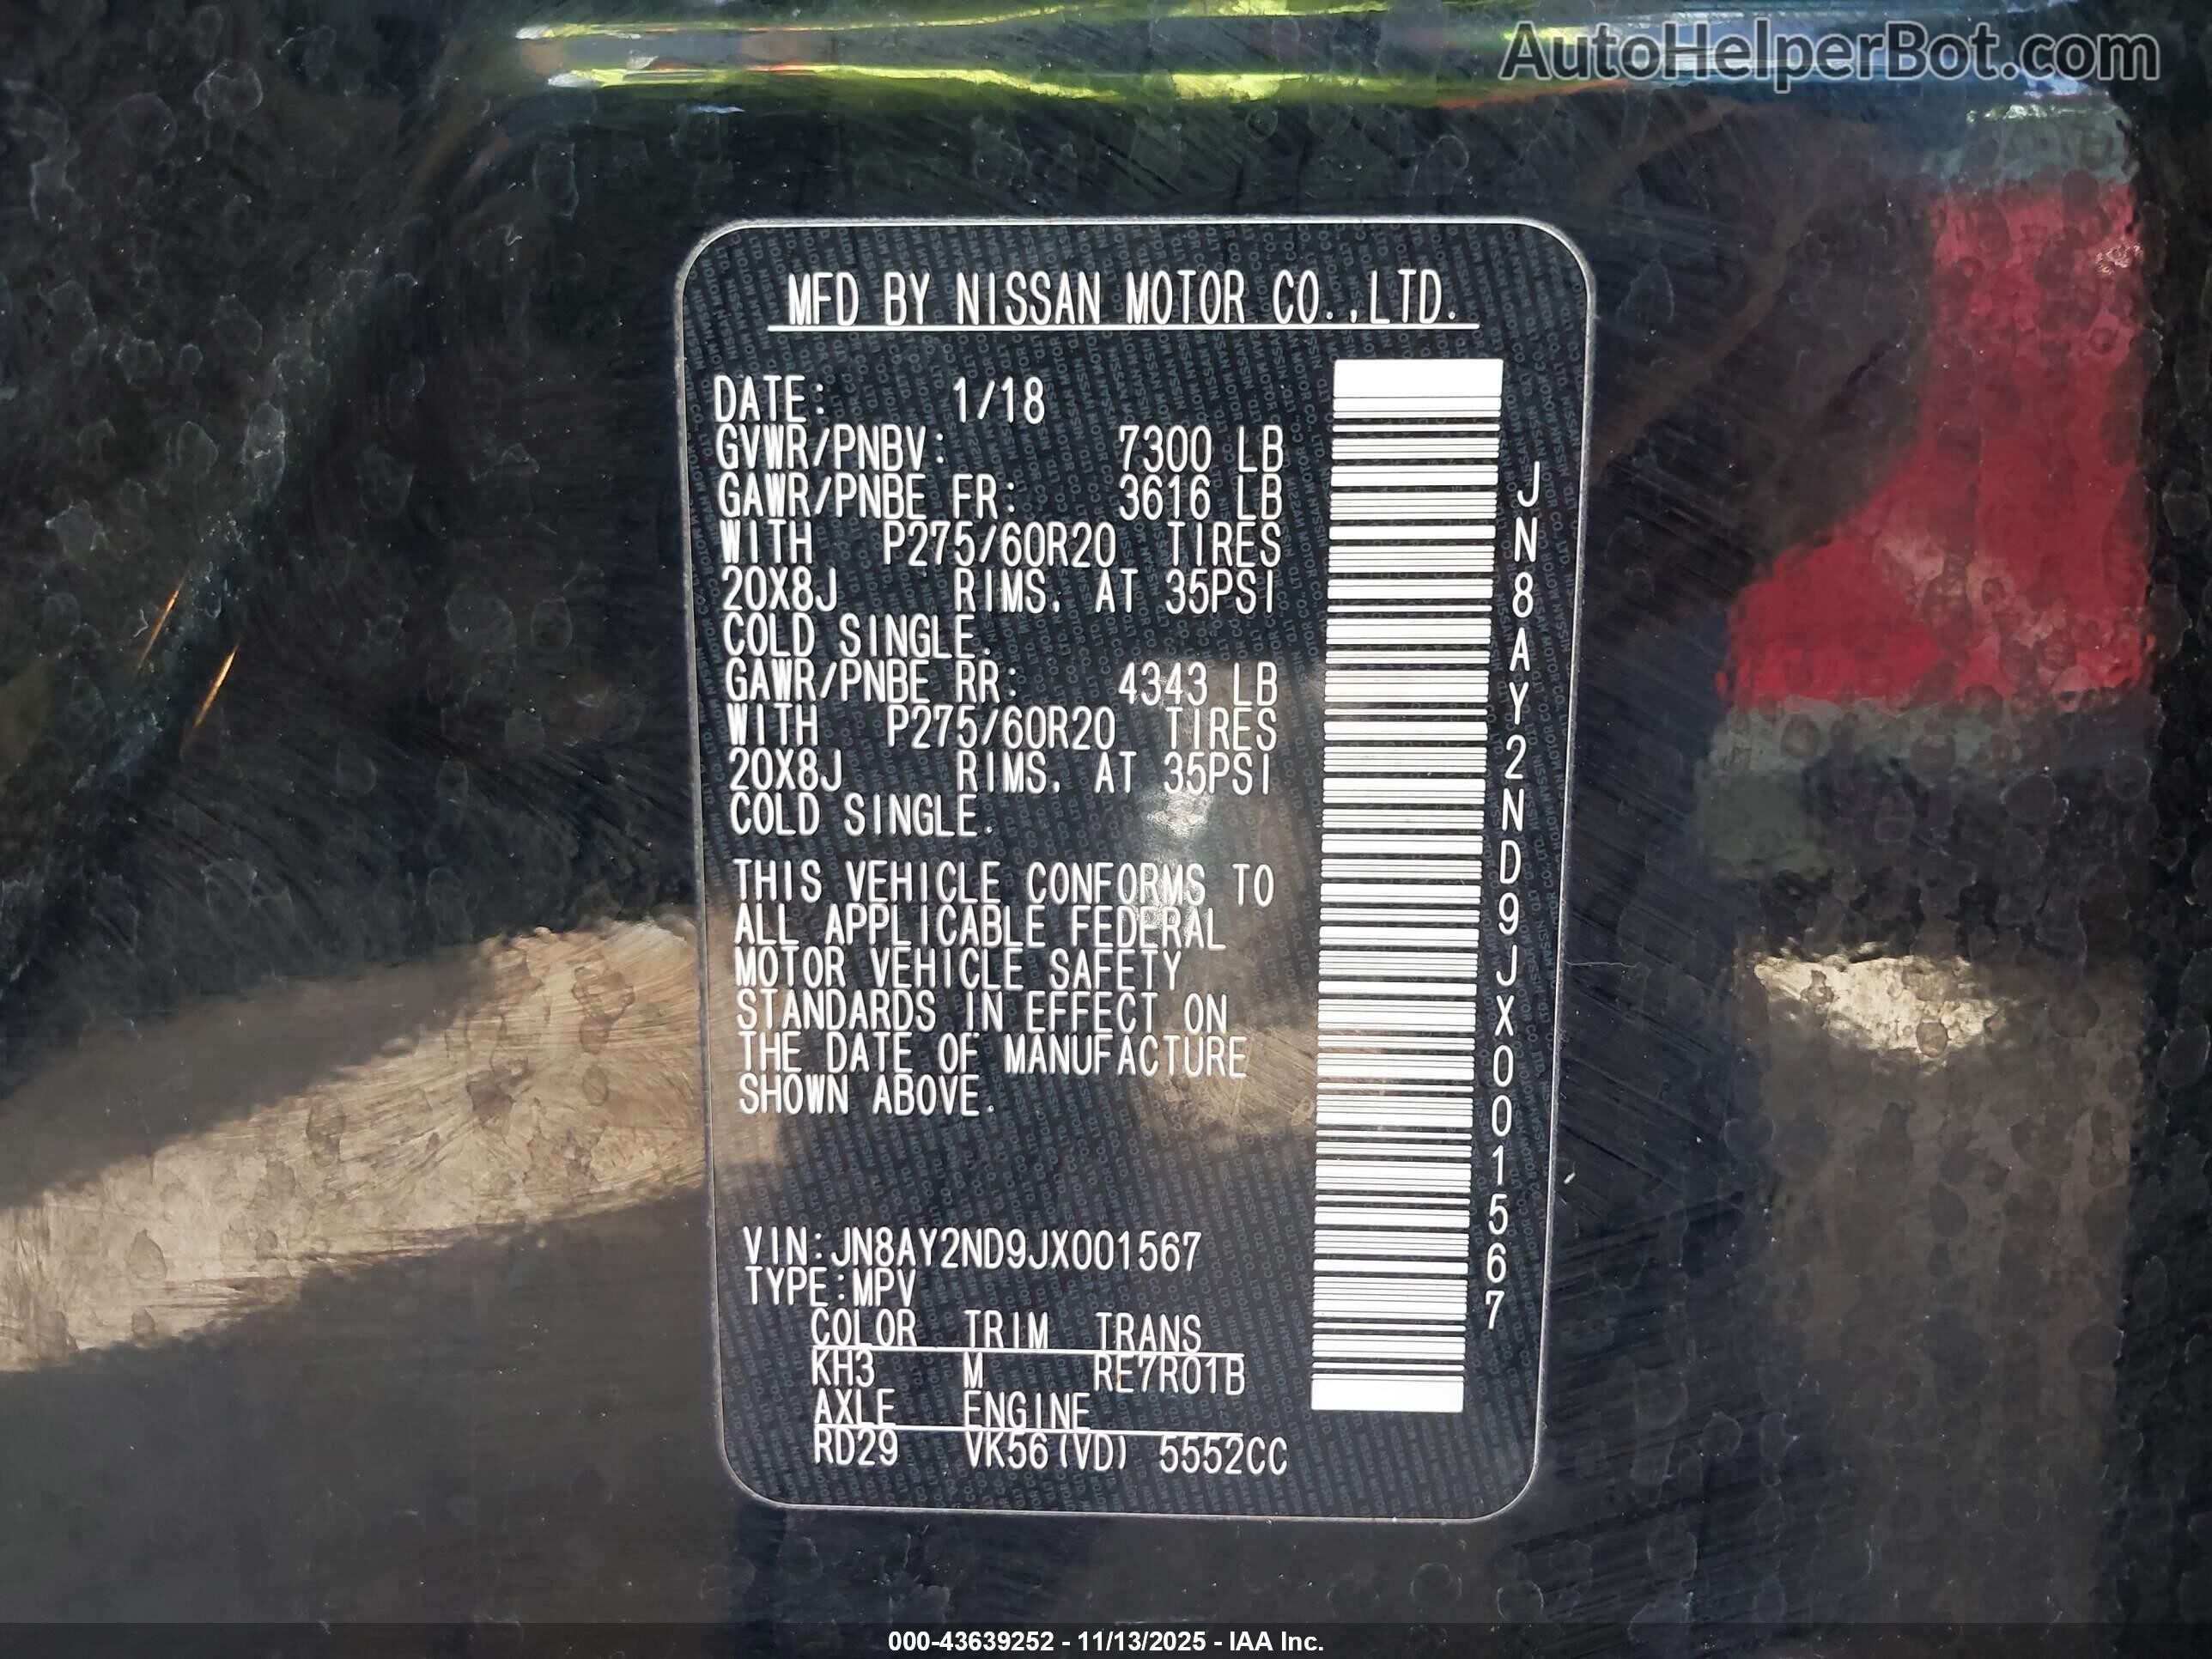 AutoHelperBot.com
MFD BY NISSAN MOTOR CO.,LTD.
DATE: 1/18
GVWR/PNBV: 7300 LB
GAWR/PNBE FR: 3616 LB
WITH P275/60R20 TIRES
20X8J RIMS. AT 35PSI
COLD SINGLE.
GAWR/PNBE RR: 4343 LB
WITH P275/60R20 TIRES
20X8J RIMS. AT 35PSI
COLD SINGLE.
THIS VEHICLE CONFORMS TO
ALL APPLICABLE FEDERAL
MOTOR VEHICLE SAFETY
STANDARDS IN EFFECT ON
THE DATE OF MANUFACTURE
SHOWN ABOVE.
VIN:JN8AY2ND9JX001567
TYPE:MPV
COLOR TRIM TRANS
KH3 M RE7R01B
AXLE ENGINE
RD29 VK56(VD) 5552CC
JN8AY2ND9JX001567
000-43639252 - 11/13/2025 - IAA Inc.